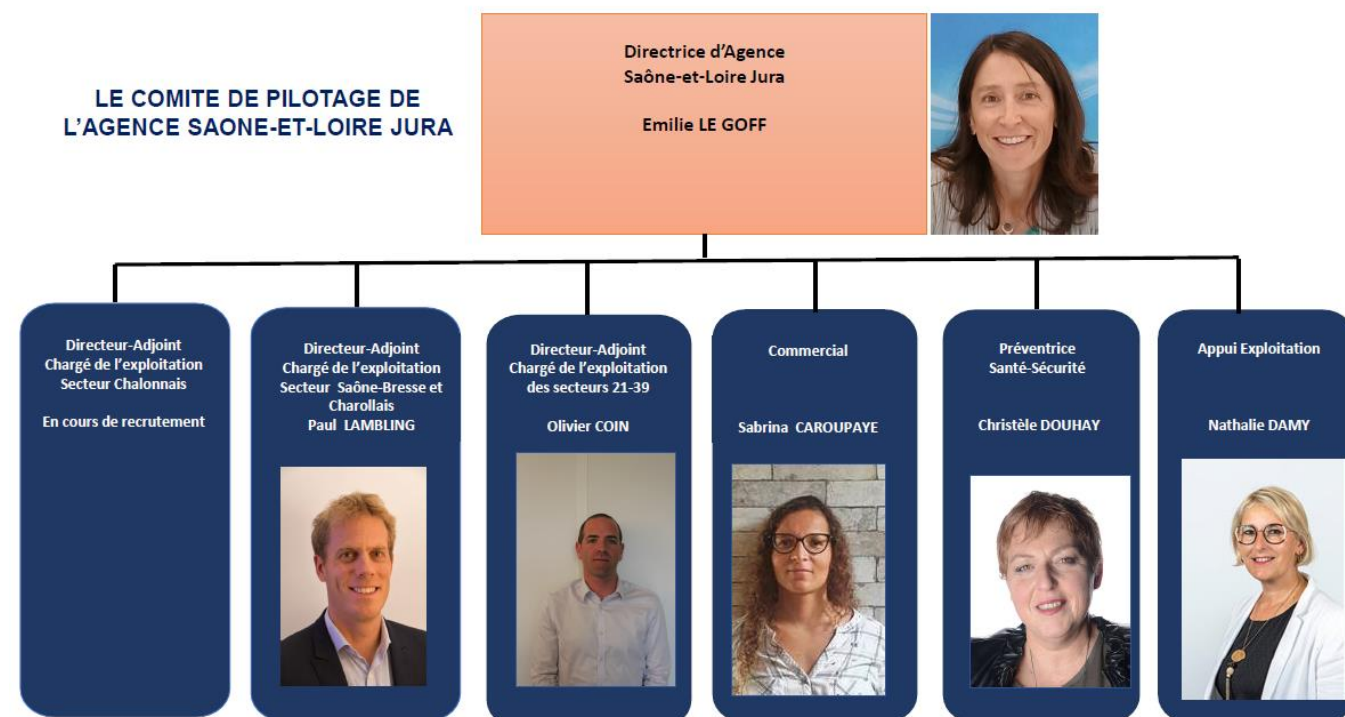 LE COMITE DE PILOTAGE DE
L'AGENCE SAONE-ET-LOIRE JURA
Directrice d'Agence
Saône-et-Loire Jura
Emilie LE GOFF
Directeur-Adjoint
Chargé de l'exploitation
Secteur Chalonnais
En cours de recrutement
Directeur-Adjoint
Chargé de l'exploitation
Secteur Saône-Bresse et
Charollais
Paul LAMBLING
Directeur-Adjoint
Chargé de l'exploitation
des secteurs 21-39
Olivier COIN
Commercial
Sabrina CAROUPAYE
Préventrice
Santé-Sécurité
Christèle DOUHAY
Appui Exploitation
Nathalie DAMY